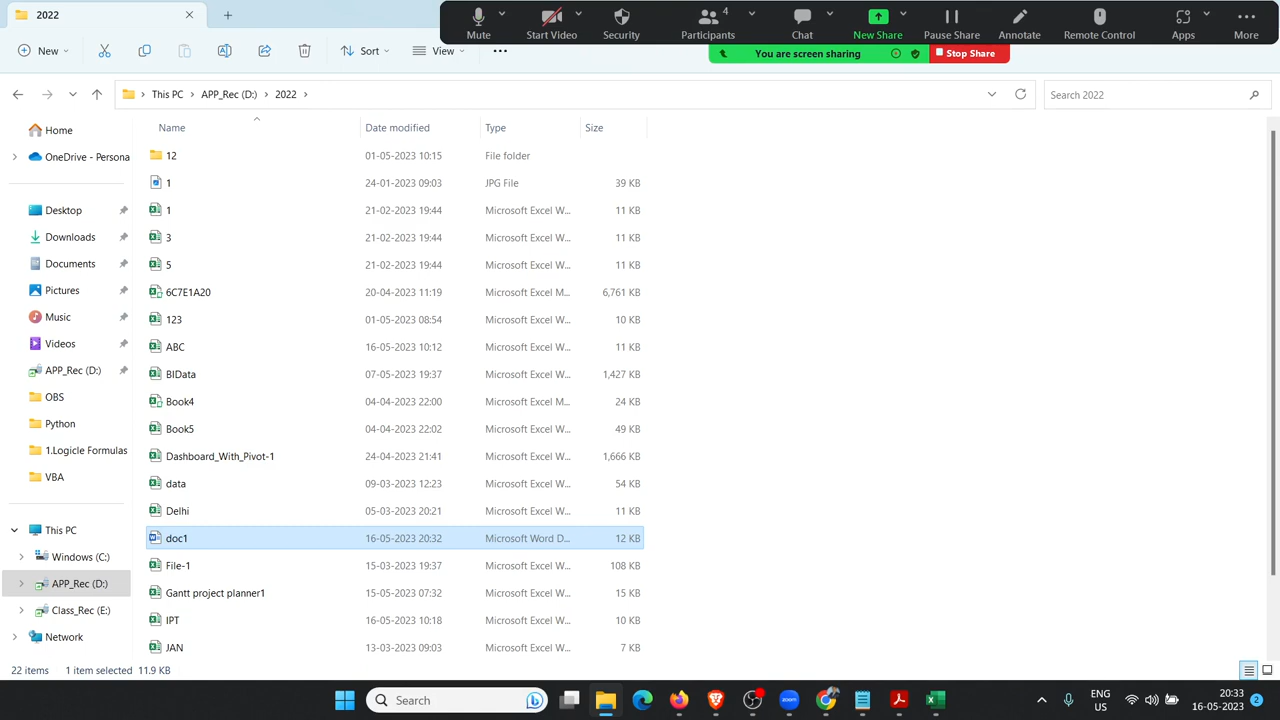 2022
Mute
Start Video
Security
Participants
4
Chat
New Share
Pause Share
Annotate
Remote Control
Apps
More
New
Sort
View
You are screen sharing
Stop Share
This PC
APP_Rec (D:)
2022
Search 2022
Name
Date modified
Type
Size
Home
OneDrive - Persona
Desktop
Downloads
Documents
Pictures
Music
Videos
APP_Rec (D:)
OBS
Python
1.Logicle Formulas
VBA
This PC
Windows (C:)
APP_Rec (D:)
Class_Rec (E:)
Network
12 01-05-2023 10:15 File folder
1 24-01-2023 09:03 JPG File 39 KB
1 21-02-2023 19:44 Microsoft Excel W... 11 KB
3 21-02-2023 19:44 Microsoft Excel W... 11 KB
5 21-02-2023 19:44 Microsoft Excel W... 11 KB
6C7E1A20 20-04-2023 11:19 Microsoft Excel M... 6,761 KB
123 01-05-2023 08:54 Microsoft Excel W... 10 KB
ABC 16-05-2023 10:12 Microsoft Excel W... 11 KB
BIData 07-05-2023 19:37 Microsoft Excel W... 1,427 KB
Book4 04-04-2023 22:00 Microsoft Excel M... 24 KB
Book5 04-04-2023 22:02 Microsoft Excel W... 49 KB
Dashboard_With_Pivot-1 24-04-2023 21:41 Microsoft Excel W... 1,666 KB
data 09-03-2023 12:23 Microsoft Excel W... 54 KB
Delhi 05-03-2023 20:21 Microsoft Excel W... 11 KB
doc1 16-05-2023 20:32 Microsoft Word D... 12 KB
File-1 15-03-2023 19:37 Microsoft Excel W... 108 KB
Gantt project planner1 15-05-2023 07:32 Microsoft Excel W... 15 KB
IPT 16-05-2023 10:18 Microsoft Excel W... 10 KB
JAN 13-03-2023 09:03 Microsoft Excel W... 7 KB
22 items 1 item selected 11.9 KB
Search
zoom
ENG
US
20:33
16-05-2023
2